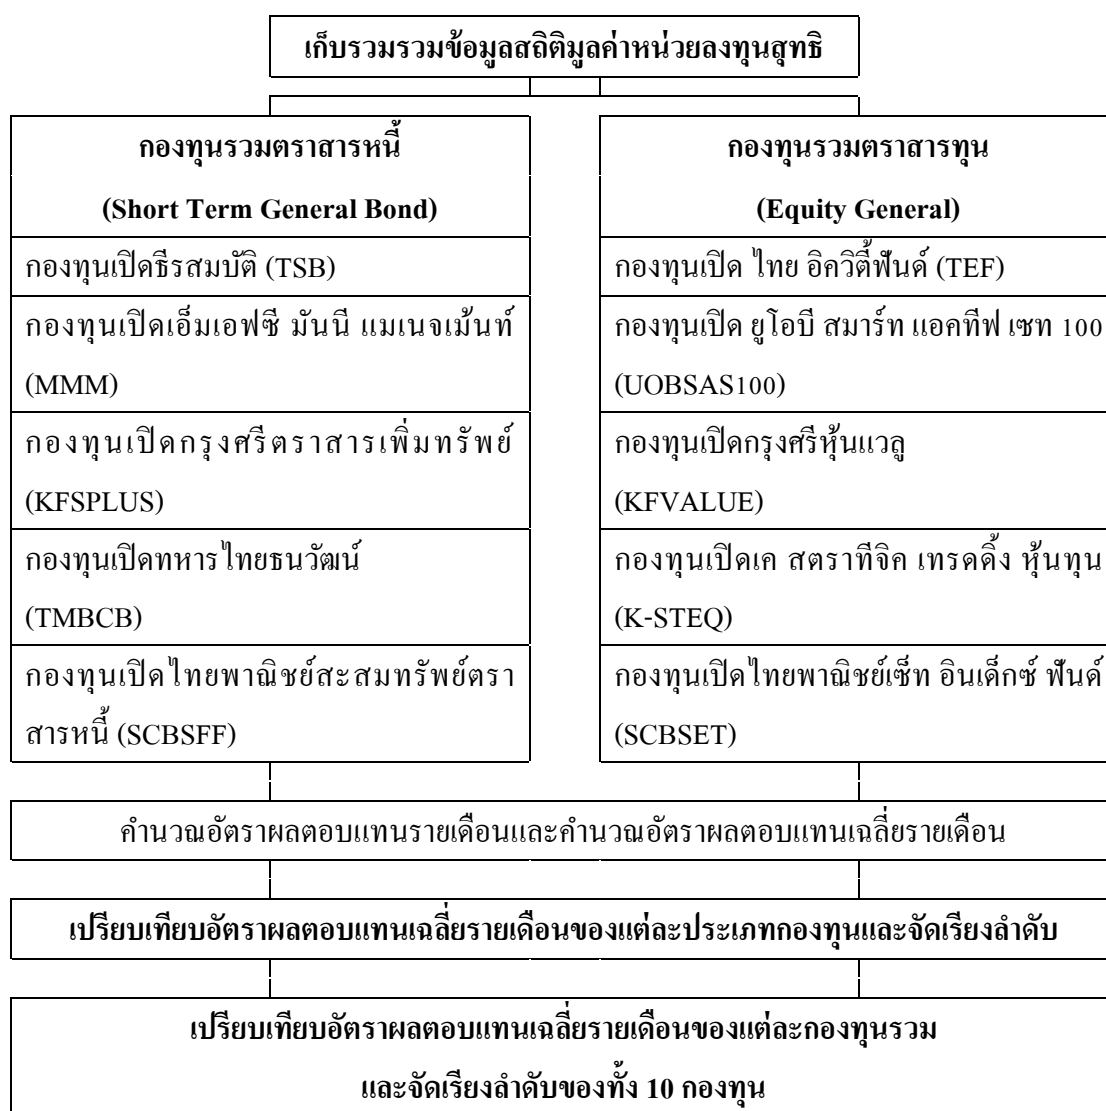 เก็บรวมรวมข้อมูลสถิติมูลค่าหน่วยลงทุนสุทธิ
กองทุนรวมตราสารหนี้
(Short Term General Bond)
กองทุนเปิดธีรสมบัติ (TSB)
กองทุนเปิดเอ็มเอฟซี มันนี แมเนจเม้นท์
(MMM)
กองทุนเปิดกรุงศรีตราสารเพิ่มทรัพย์
(KFSPLUS)
กองทุนเปิดทหารไทยธนวัฒน์
(TMBCB)
กองทุนเปิดไทยพาณิชย์สะสมทรัพย์ตรา
สารหนี้ (SCBSFF)
กองทุนรวมตราสารทุน
(Equity General)
กองทุนเปิด ไทย อิควิตี้ฟันด์ (TEF)
กองทุนเปิด ยูโอบี สมาร์ท แอคทีฟ เซท 100
(UOBSAS100)
กองทุนเปิดกรุงศรีหุ้นแวลู
(KFVALUE)
กองทุนเปิดเค สตราทีจิค เทรดดิ้ง หุ้นทุน
(K-STEQ)
กองทุนเปิดไทยพาณิชย์เซ็ท อินเด็กซ์ ฟันด์
(SCBSET)
คำนวณอัตราผลตอบแทนรายเดือนและคำนวณอัตราผลตอบแทนเฉลี่ยรายเดือน
เปรียบเทียบอัตราผลตอบแทนเฉลี่ยรายเดือนของแต่ละประเภทกองทุนและจัดเรียงลำดับ
เปรียบเทียบอัตราผลตอบแทนเฉลี่ยรายเดือนของแต่ละกองทุนรวม
และจัดเรียงลำดับของทั้ง 10 กองทุน